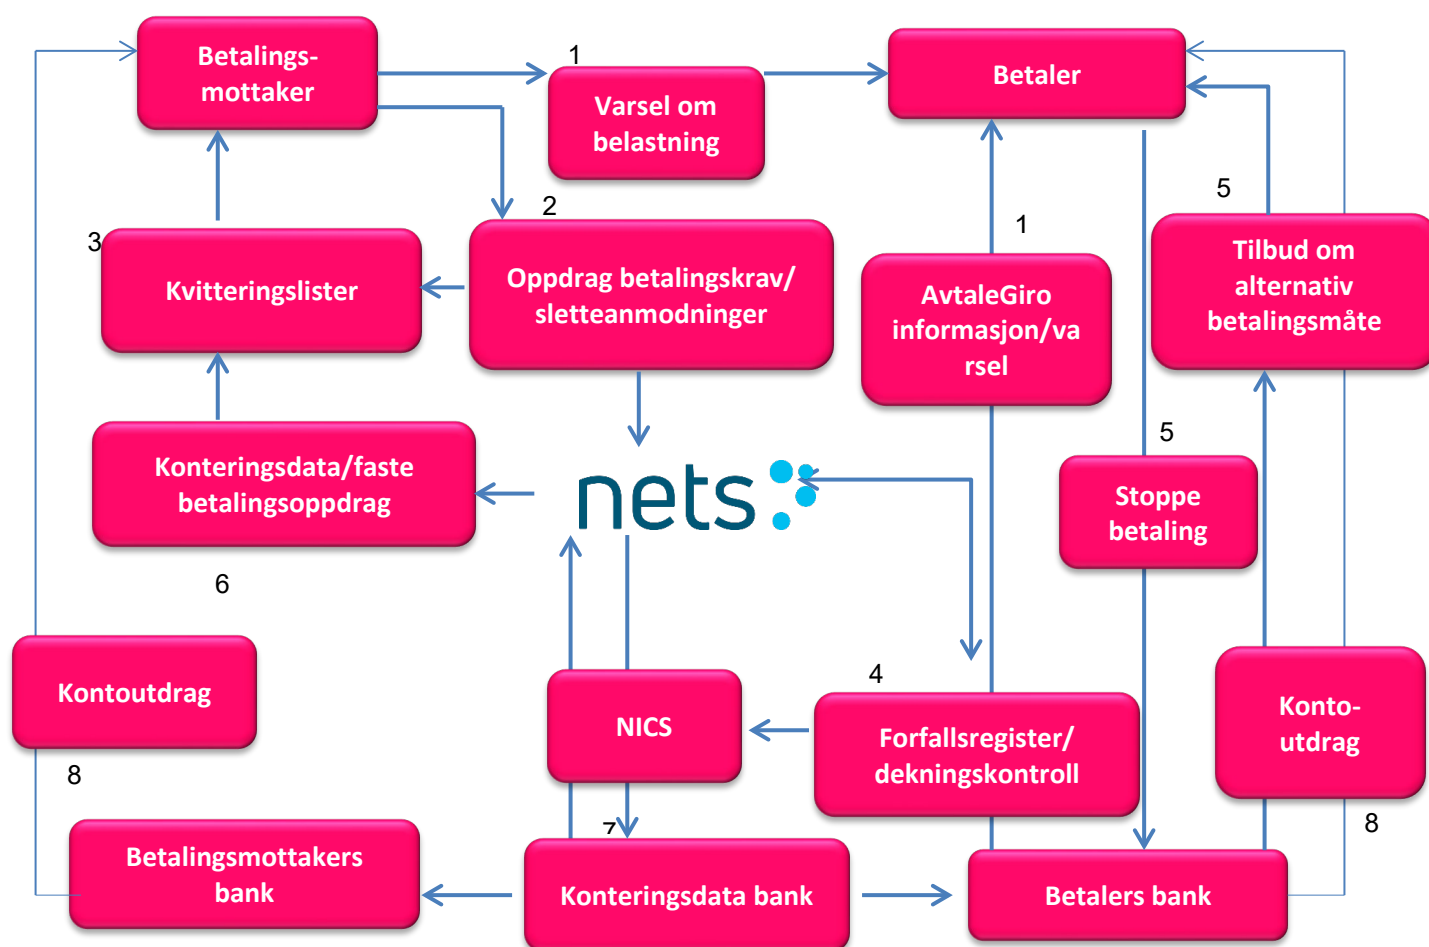 Betalings-
mottaker
1
Varsel om
belastning
Betaler
2
5
1
3
Kvitteringslister
Oppdrag betalingskrav/
sletteanmodninger
AvtaleGiro
informasjon/va
rsel
Tilbud om
alternativ
betalingsmåte
Konteringsdata/faste
betalingsoppdrag
nets
5
Stoppe
betaling
6
Kontoutdrag
NICS
4
Forfallsregister/
dekningskontroll
Konto-
utdrag
8
7
8
Betalingsmottakers
bank
Konteringsdata bank
Betalers bank